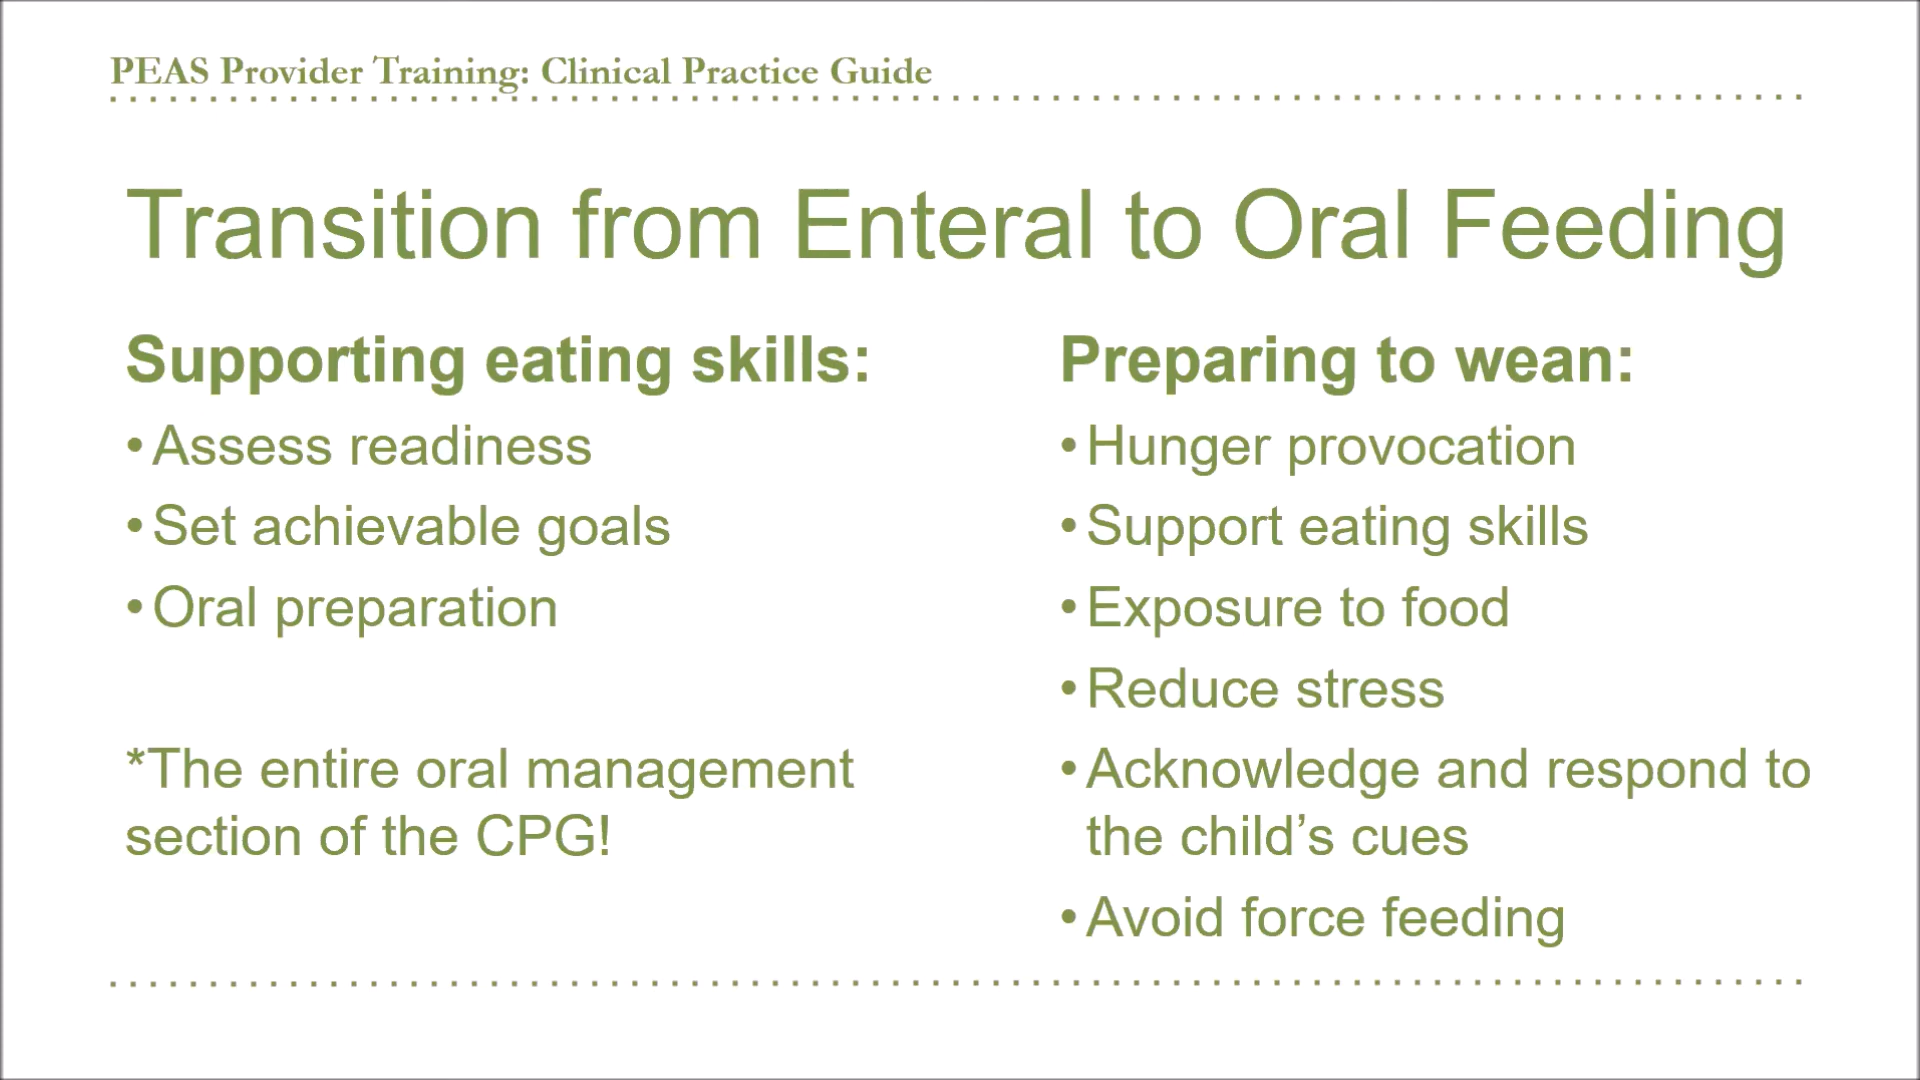 PEAS Provider Training: Clinical Practice Guide
Transition from Enteral to Oral Feeding
Supporting eating skills:
• Assess readiness
• Set achievable goals
• Oral preparation
*The entire oral management
section of the CPG!
Preparing to wean:
• Hunger provocation
• Support eating skills
• Exposure to food
• Reduce stress
• Acknowledge and respond to
the child’s cues
• Avoid force feeding